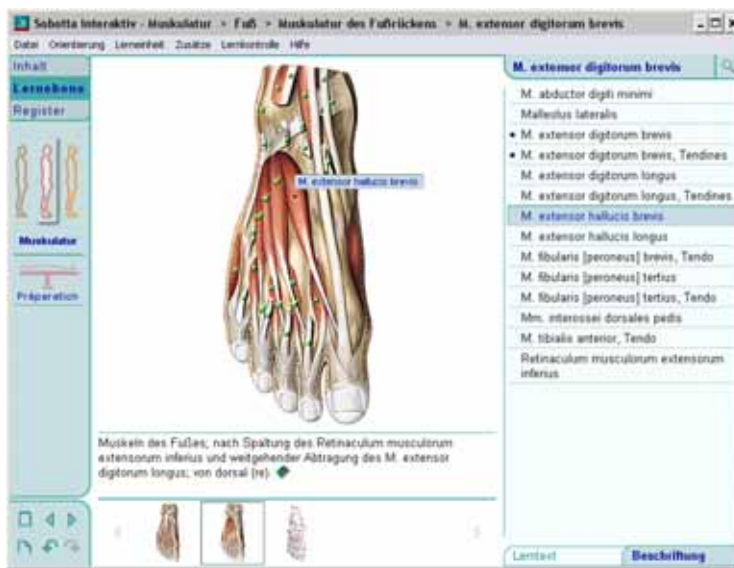 Sobotta Interaktiv - Muskulatur > Fuß > Muskulatur des Fußrückens > M. extensor digitorum brevis
Datei Orientierung Lerneinheit Zusätze Lernkontrolle Hilfe
Inhalt
Lernebene
Register
Muskulatur
Präparation
M. extensor hallucis brevis
Muskeln des Fußes; nach Spaltung des Retinaculum musculorum
extensorum inferius und weitgehender Abtragung des M. extensor
digitorum longus; von dorsal (re).
M. extensor digitorum brevis
M. abductor digiti minimi
Malleolus lateralis
M. extensor digitorum brevis
M. extensor digitorum brevis, Tendines
M. extensor digitorum longus
M. extensor digitorum longus, Tendines
M. extensor hallucis brevis
M. extensor hallucis longus
M. fibularis [peroneus] brevis, Tendo
M. fibularis [peroneus] tertius
M. fibularis [peroneus] tertius, Tendo
Mm. interossei dorsales pedis
M. tibialis anterior, Tendo
Retinaculum musculorum extensorum
inferius
Lerntext Beschriftung